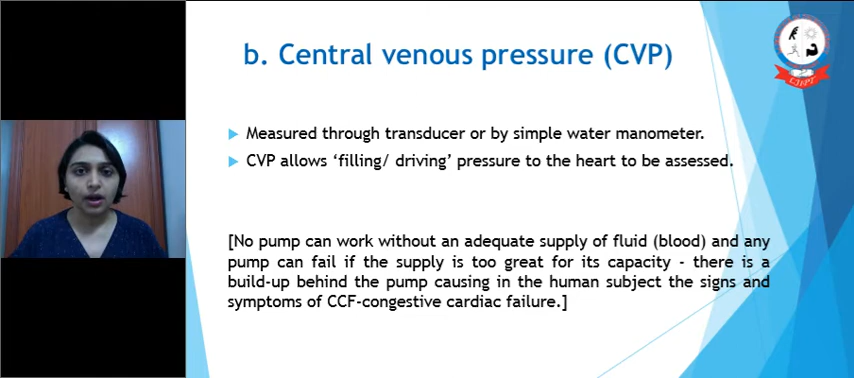 b. Central venous pressure (CVP)
Measured through transducer or by simple water manometer.
CVP allows ‘filling/ driving’ pressure to the heart to be assessed.
[No pump can work without an adequate supply of fluid (blood) and any
pump can fail if the supply is too great for its capacity - there is a
build-up behind the pump causing in the human subject the signs and
symptoms of CCF-congestive cardiac failure.]